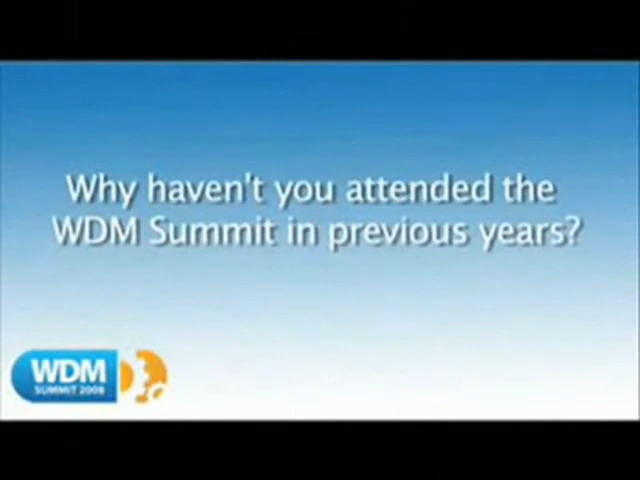 Why haven't you attended the
WDM Summit in previous years?
WDM
SUMMIT 2008